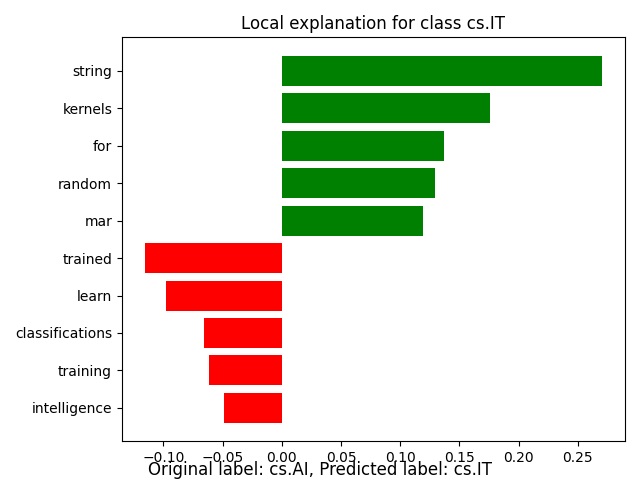 Local explanation for class cs.IT
string
kernels
for
random
mar
trained
learn
classifications
training
intelligence
−0.10 −0.05 0.00 0.05 0.10 0.15 0.20 0.25
Original label: cs.AI, Predicted label: cs.IT